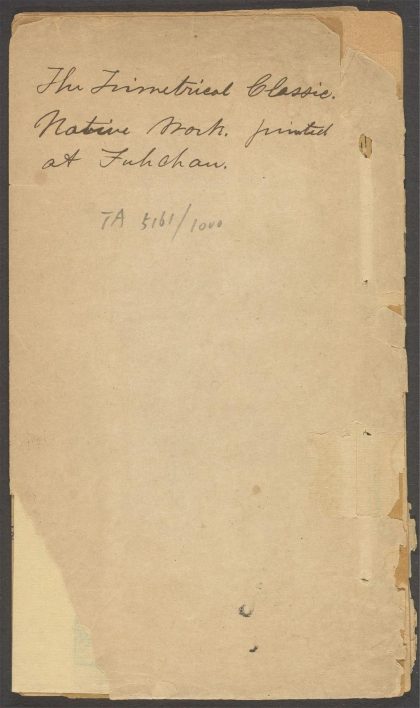 The Trimetrical Classic.
Native Work. printed
at Fuhchau.
TA 5161/1000